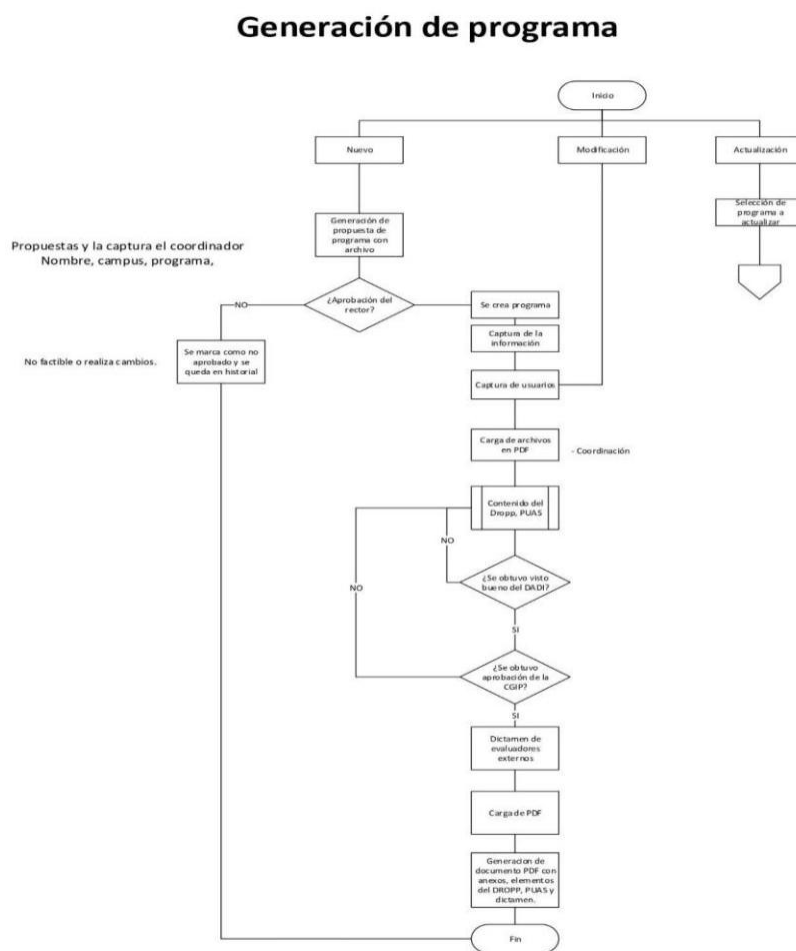 Generación de programa
Inicio
Nuevo
Modificación
Actualización
Generación de
propuesta de
programa con
archivo
Selección de
programa a
actualizar
Propuestas y la captura el coordinador
Nombre, campus, programa,
¿Aprobación del
rector?
NO
Se crea programa
Captura de la
información
No factible o realiza cambios.
Se marca como no
aprobado y se
queda en historial
Captura de usuarios
Carga de archivos
en PDF
- Coordinación
Contenido del
Dropp, PUAS
NO
¿Se obtuvo visto
bueno del DADI?
NO
SI
¿Se obtuvo
aprobación de la
CGIP?
SI
Dictamen de
evaluadores
externos
Carga de PDF
Generacion de
documento PDF con
anexos, elementos
del DROPP, PUAS y
dictamen.
Fin